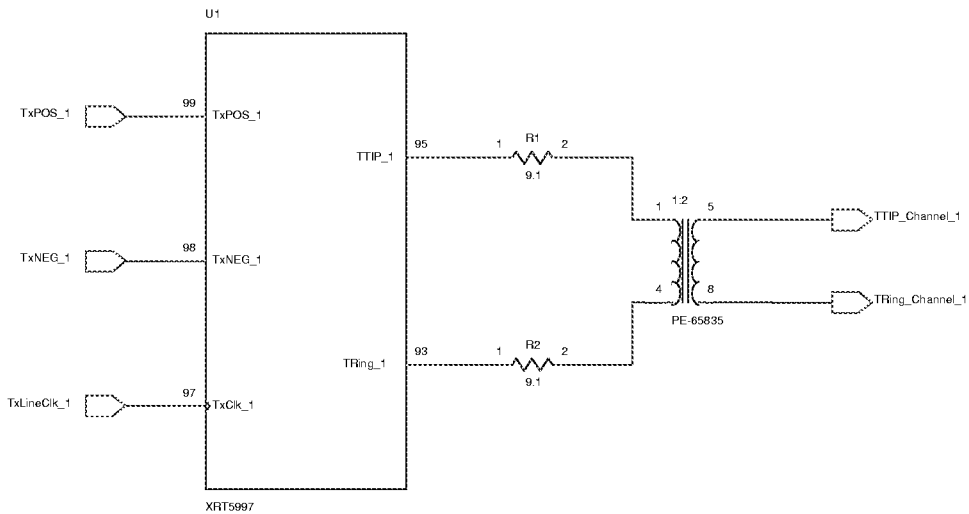 U1
TxPOS_1
99
TxPOS_1
TTIP_1
95
1
R1
2
9.1
1
1:2
5
TTIP_Channel_1
TxNEG_1
98
TxNEG_1
4
8
TRing_Channel_1
PE-65835
TRing_1
93
1
R2
2
9.1
TxLineClk_1
97
TxClk_1
XRT5997